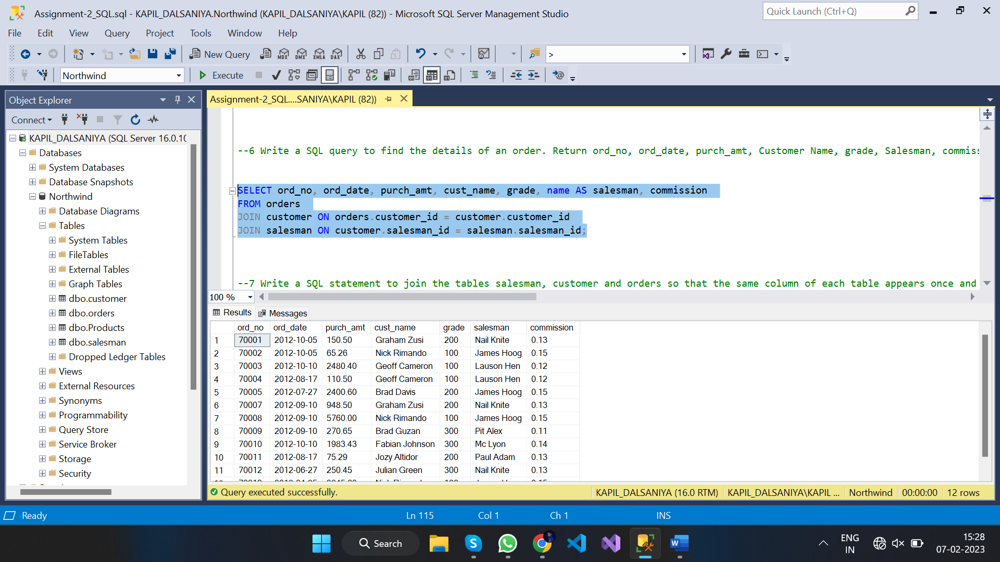 Assignment-2_SQL.sql - KAPIL_DALSANIYA.Northwind (KAPIL_DALSANIYA\KAPIL (82)) - Microsoft SQL Server Management Studio
Quick Launch (Ctrl+Q)
File Edit View Query Project Tools Window Help
New Query MDX DMX XMLA DAX >
Northwind Execute
Object Explorer
Connect
KAPIL_DALSANIYA (SQL Server 16.0.10
Databases
System Databases
Database Snapshots
Northwind
Database Diagrams
Tables
System Tables
FileTables
External Tables
Graph Tables
dbo.customer
dbo.orders
dbo.Products
dbo.salesman
Dropped Ledger Tables
Views
External Resources
Synonyms
Programmability
Query Store
Service Broker
Storage
Security
Assignment-2_SQL....SANIYA\KAPIL (82))
--6 Write a SQL query to find the details of an order. Return ord_no, ord_date, purch_amt, Customer Name, grade, Salesman, commiss
SELECT ord_no, ord_date, purch_amt, cust_name, grade, name AS salesman, commission
FROM orders
JOIN customer ON orders.customer_id = customer.customer_id
JOIN salesman ON customer.salesman_id = salesman.salesman_id;
--7 Write a SQL statement to join the tables salesman, customer and orders so that the same column of each table appears once and
100 %
Results Messages
ord_no ord_date purch_amt cust_name grade salesman commission
1 70001 2012-10-05 150.50 Graham Zusi 200 Nail Knite 0.13
2 70002 2012-10-05 65.26 Nick Rimando 100 James Hoog 0.15
3 70003 2012-10-10 2480.40 Geoff Cameron 100 Lauson Hen 0.12
4 70004 2012-08-17 110.50 Geoff Cameron 100 Lauson Hen 0.12
5 70005 2012-07-27 2400.60 Brad Davis 200 James Hoog 0.15
6 70007 2012-09-10 948.50 Graham Zusi 200 Nail Knite 0.13
7 70008 2012-09-10 5760.00 Nick Rimando 100 James Hoog 0.15
8 70009 2012-09-10 270.65 Brad Guzan 300 Pit Alex 0.11
9 70010 2012-10-10 1983.43 Fabian Johnson 300 Mc Lyon 0.14
10 70011 2012-08-17 75.29 Jozy Altidor 200 Paul Adam 0.13
11 70012 2012-06-27 250.45 Julian Green 300 Nail Knite 0.13
Query executed successfully. KAPIL_DALSANIYA (16.0 RTM) KAPIL_DALSANIYA\KAPIL ... Northwind 00:00:00 12 rows
Ready Ln 115 Col 1 Ch 1 INS
Search
ENG
IN
15:28
07-02-2023